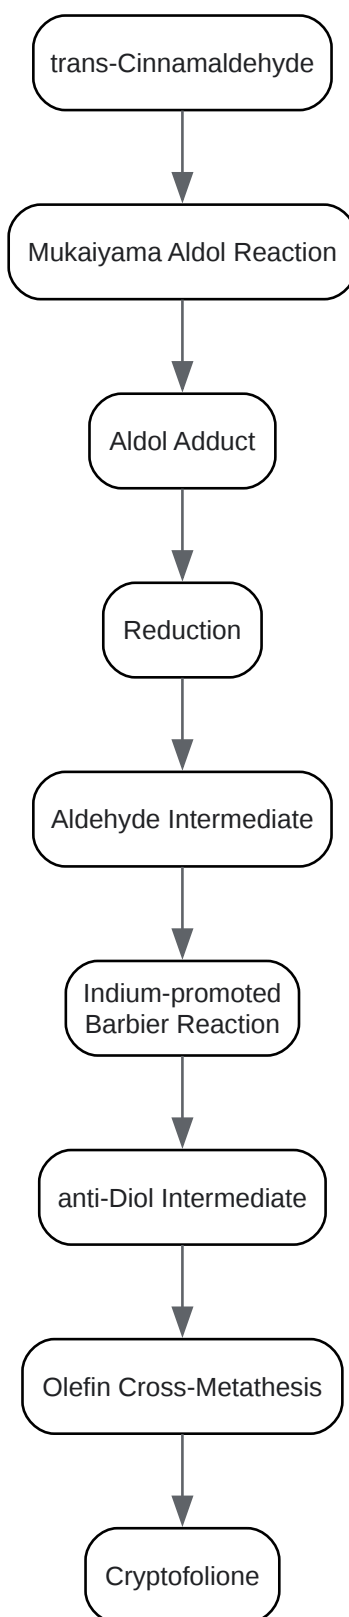 trans-Cinnamaldehyde
Mukaiyama Aldol Reaction
Aldol Adduct
Reduction
Aldehyde Intermediate
Indium-promoted
Barbier Reaction
anti-Diol Intermediate
Olefin Cross-Metathesis
Cryptofolione